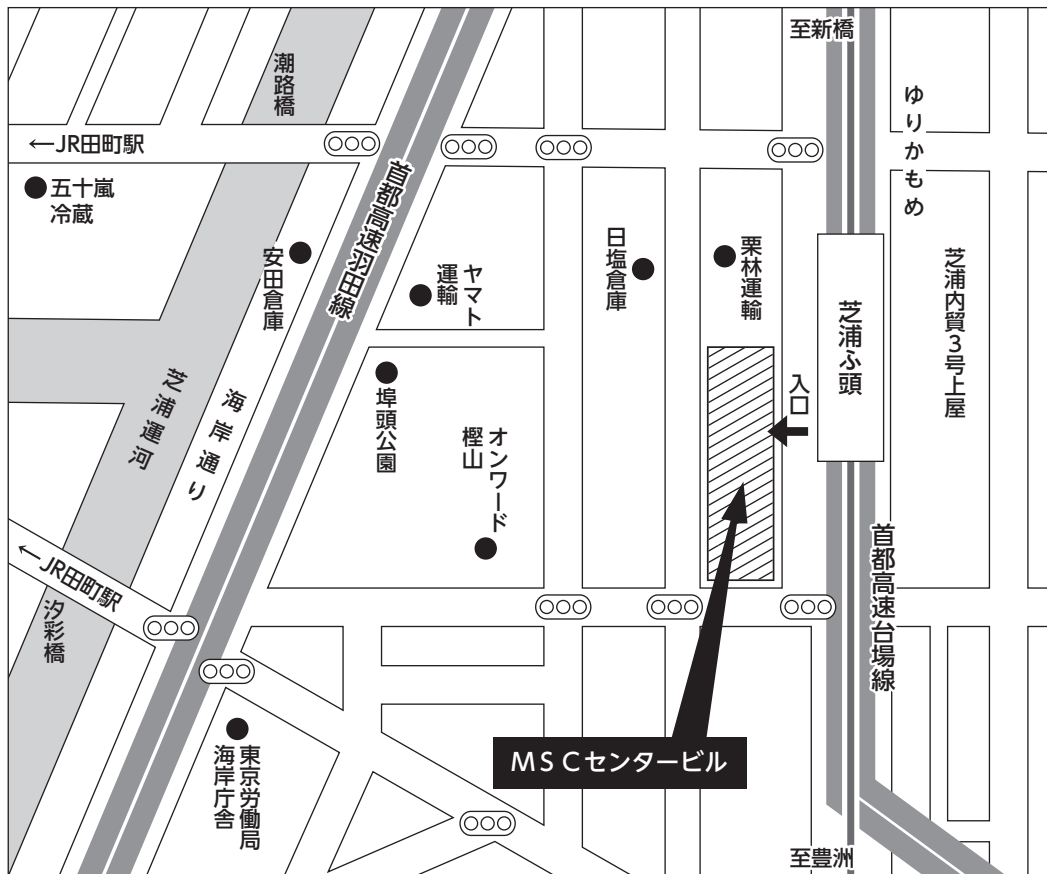 至新橋
潮路橋
ゆりかもめ
←JR田町駅
首都高速羽田線
五十嵐
冷蔵
安田倉庫
ヤマト
運輸
日塩倉庫
栗林運輸
芝浦ふ頭
芝浦内貿3号上屋
芝浦運河
海岸通り
埠頭公園
オンワード
樫山
入口
←JR田町駅
汐彩橋
首都高速台場線
東京労働局
海岸庁舎
MSCセンタービル
至豊洲